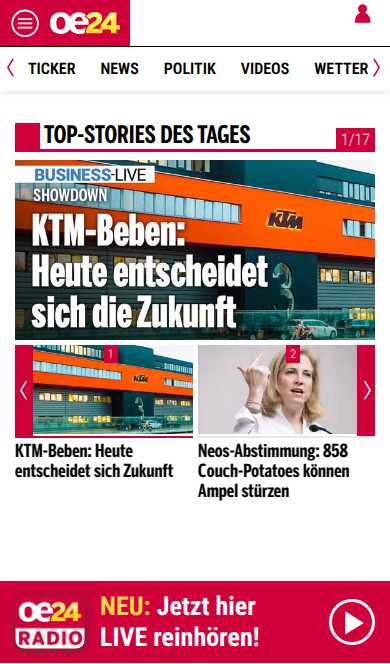 oe24
TICKER NEWS POLITIK VIDEOS WETTER
TOP-STORIES DES TAGES
1/17
BUSINESS-LIVE
SHOWDOWN
KTM
KTM-Beben:
Heute entscheidet
sich die Zukunft
1
KTM
2
KTM-Beben: Heute
entscheidet sich Zukunft
Neos-Abstimmung: 858
Couch-Potatoes können
Ampel stürzen
oe24
RADIO
NEU: Jetzt hier
LIVE reinhören!